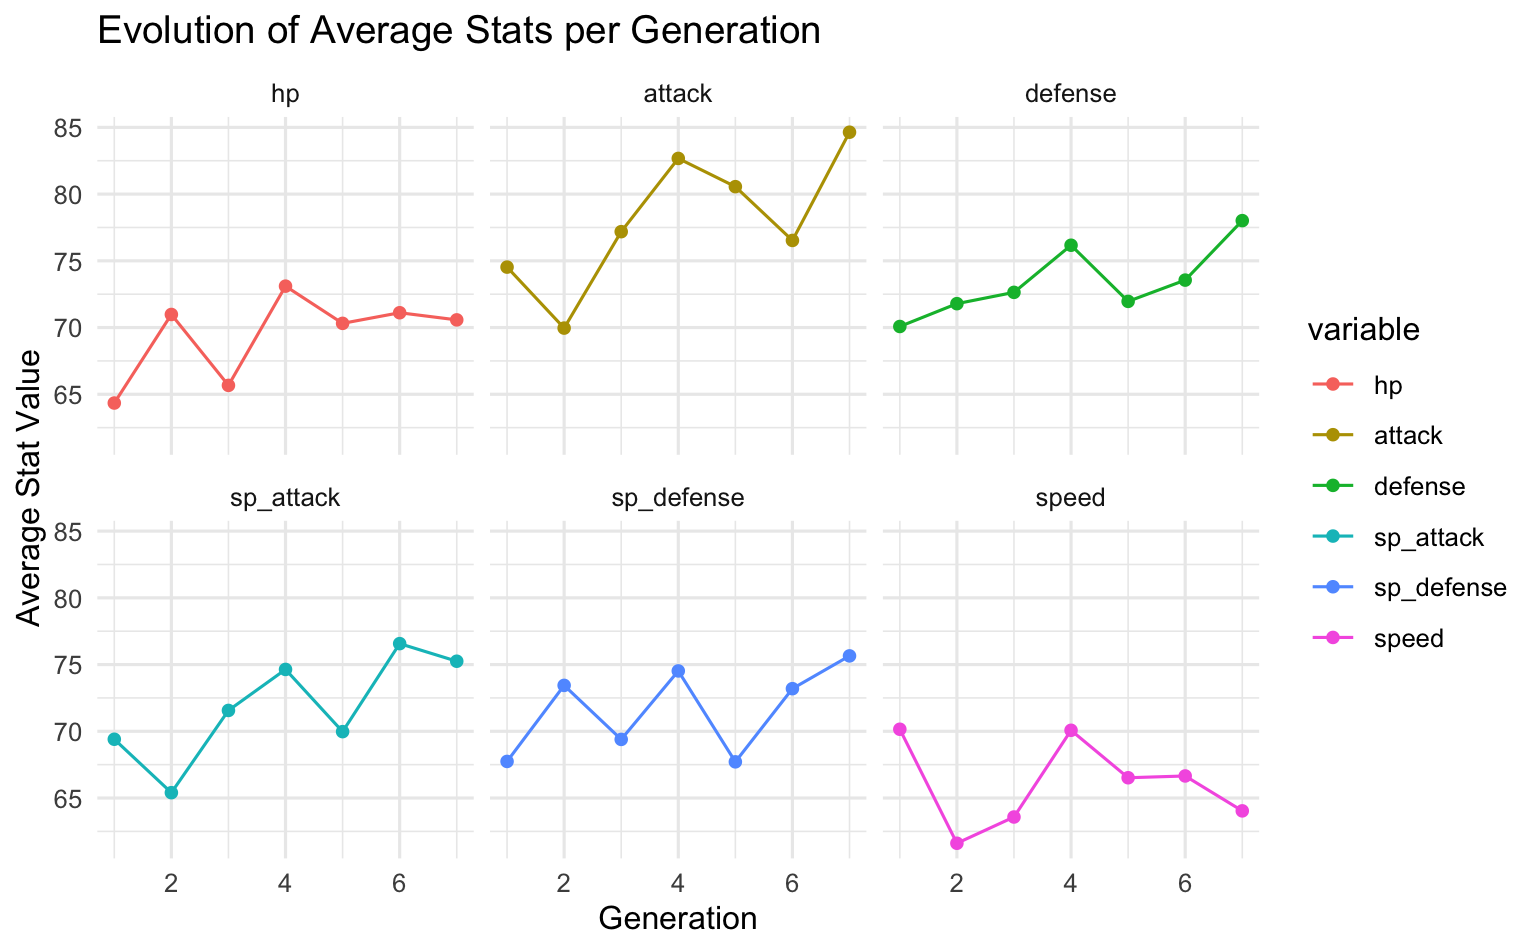 Evolution of Average Stats per Generation
hp attack defense
85
80
75
70
65
sp_attack sp_defense speed
85
80
75
70
65
2 4 6 2 4 6 2 4 6
Generation
Average Stat Value
variable
hp
attack
defense
sp_attack
sp_defense
speed